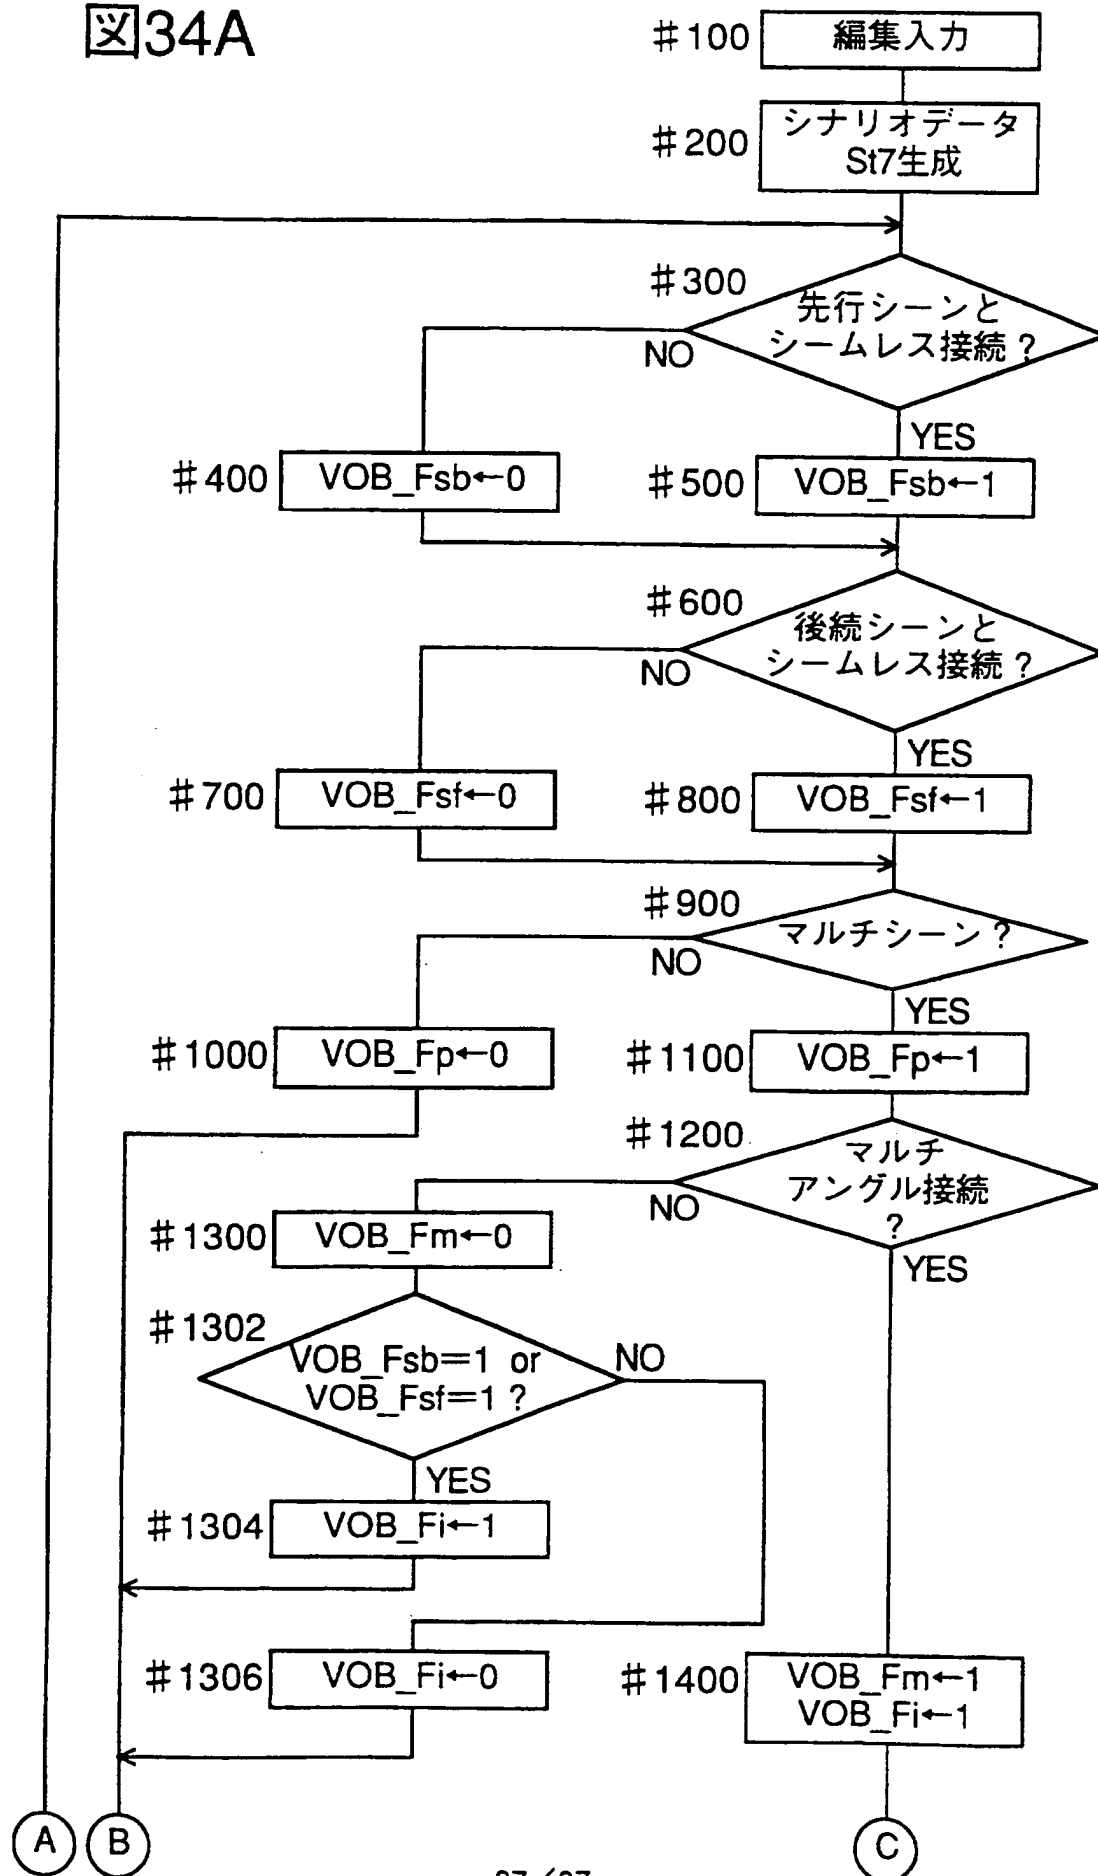 図34A
#100
編集入力
#200
シナリオデータ
St7生成
#300
先行シーンと
シームレス接続?
NO
YES
#400
VOB_Fsb←0
#500
VOB_Fsb←1
#600
後続シーンと
シームレス接続?
NO
YES
#700
VOB_Fsf←0
#800
VOB_Fsf←1
#900
マルチシーン?
NO
YES
#1000
VOB_Fp←0
#1100
VOB_Fp←1
#1200
マルチ
アングル接続
?
NO
YES
#1300
VOB_Fm←0
#1302
VOB_Fsb=1 or
VOB_Fsf=1 ?
NO
YES
#1304
VOB_Fi←1
#1306
VOB_Fi←0
#1400
VOB_Fm←1
VOB_Fi←1
A
B
C